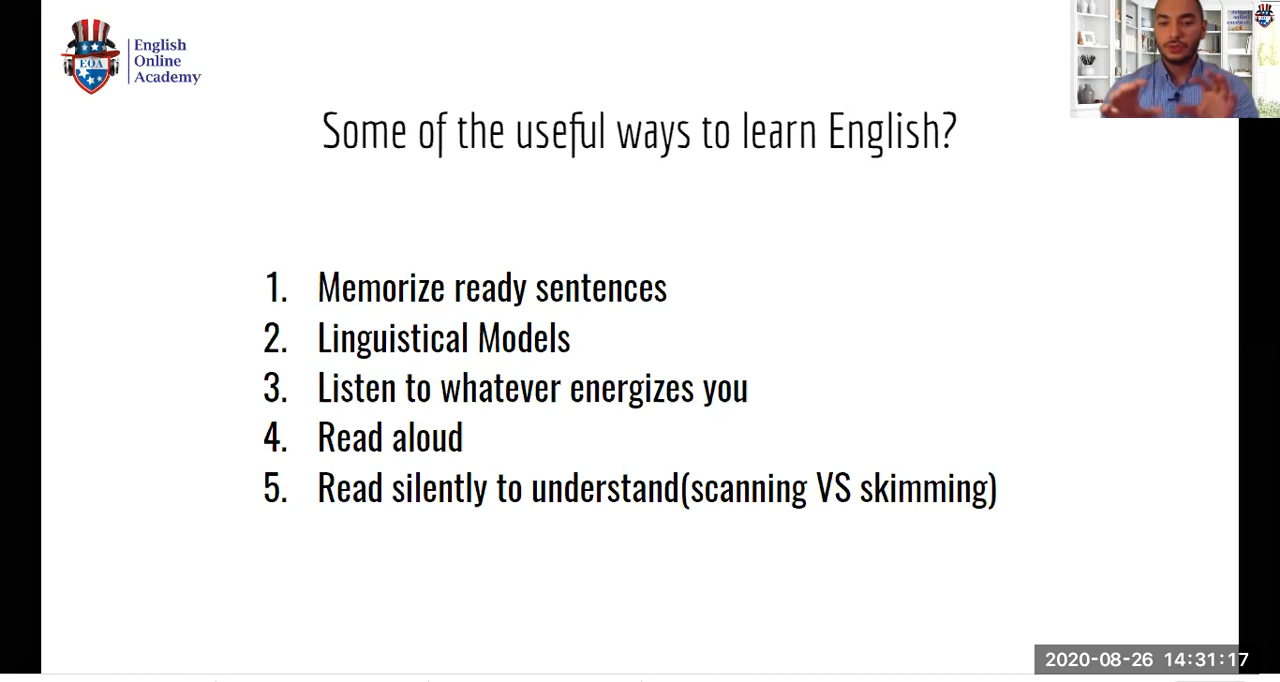 EOA
English
Online
Academy
Some of the useful ways to learn English?
1. Memorize ready sentences
2. Linguistical Models
3. Listen to whatever energizes you
4. Read aloud
5. Read silently to understand(scanning VS skimming)
2020-08-26 14:31:17